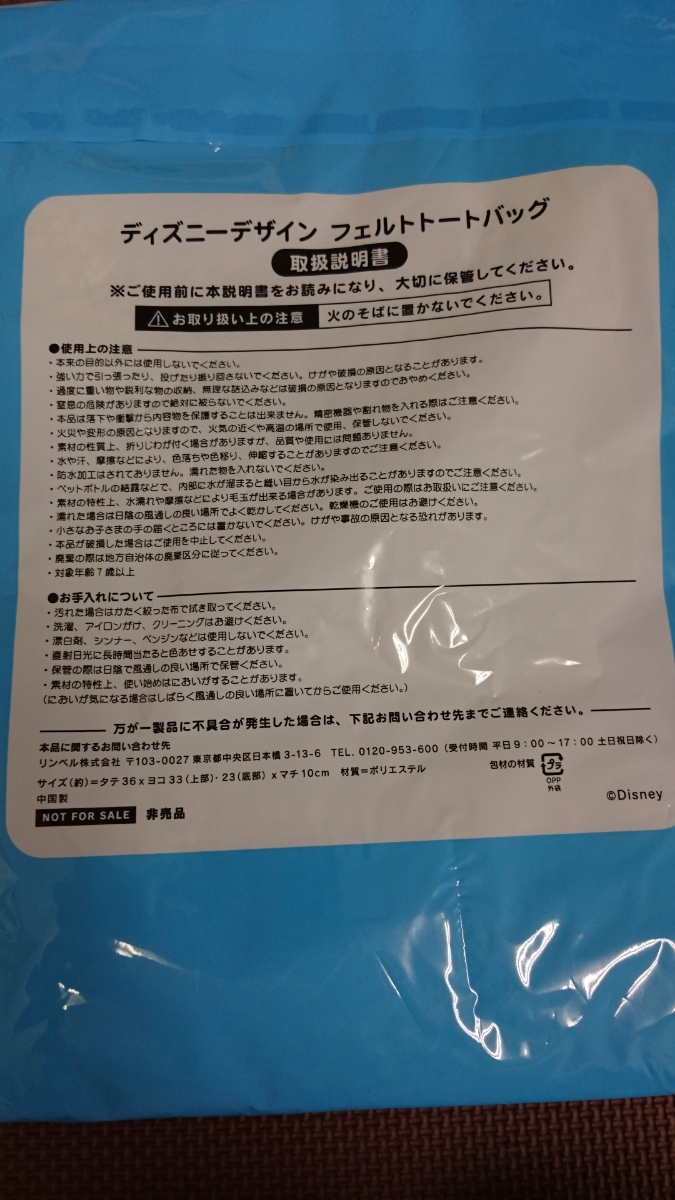 ディズニーデザイン フェルトトートバッグ
取扱説明書
※ご使用前に本説明書をお読みになり、大切に保管してください。
お取り扱い上の注意 火のそばに置かないでください。
●使用上の注意
・本来の目的以外には使用しないでください。
・強い力で引っ張ったり、投げたり振り回さないでください。けがや破損の原因となることがあります。
・過度に重い物や鋭利な物の収納、無理な詰込みなどは破損の原因となりますのでおやめください。
・窒息の危険がありますので絶対に被らないでください。
・本品は落下や衝撃から内容物を保護することは出来ません。精密機器や割れ物を入れる際はご注意ください。
・火災や変形の原因となりますので、火気の近くや高温の場所で使用、保管しないでください。
・素材の性質上、折りじわが付く場合がありますが、品質や使用には問題ありません。
・水や汗、摩擦などにより、色落ちや色移り、伸縮することがありますのでご注意ください。
・防水加工はされておりません。濡れた物を入れないでください。
・ペットボトルの結露などで、内部に水が溜まると縫い目から水が染み出ることがありますのでご注意ください。
・素材の特性上、水濡れや摩擦などにより毛玉が出来る場合があります。ご使用の際はお取扱いにご注意ください。
・濡れた場合は日陰の風通しの良い場所でよく乾かしてください。乾燥機のご使用はお避けください。
・小さなお子さまの手の届くところには置かないでください。けがや事故の原因となる恐れがあります。
・本品が破損した場合はご使用を中止してください。
・廃棄の際は地方自治体の廃棄区分に従ってください。
・対象年齢7歳以上
●お手入れについて
・汚れた場合はかたく絞った布で拭き取ってください。
・洗濯、アイロンがけ、クリーニングはお避けください。
・漂白剤、シンナー、ベンジンなどは使用しないでください。
・直射日光に長時間当たると色あせすることがあります。
・保管の際は日陰で風通しの良い場所で保管ください。
・素材の特性上、使い始めはにおいがすることがあります。
(においが気になる場合はしばらく風通しの良い場所に置いてからご使用ください。)
万が一製品に不具合が発生した場合は、下記お問い合わせ先までご連絡ください。
本品に関するお問い合わせ先
リンベル株式会社 〒103-0027 東京都中央区日本橋 3-13-6 TEL. 0120-953-600 (受付時間 平日9:00~17:00 土日祝日除く)
サイズ(約)=タテ36xヨコ33(上部)・23(底部) xマチ10cm 材質=ポリエステル 包材の材質 プラ
OPP
外袋
中国製
NOT FOR SALE 非売品
©Disney